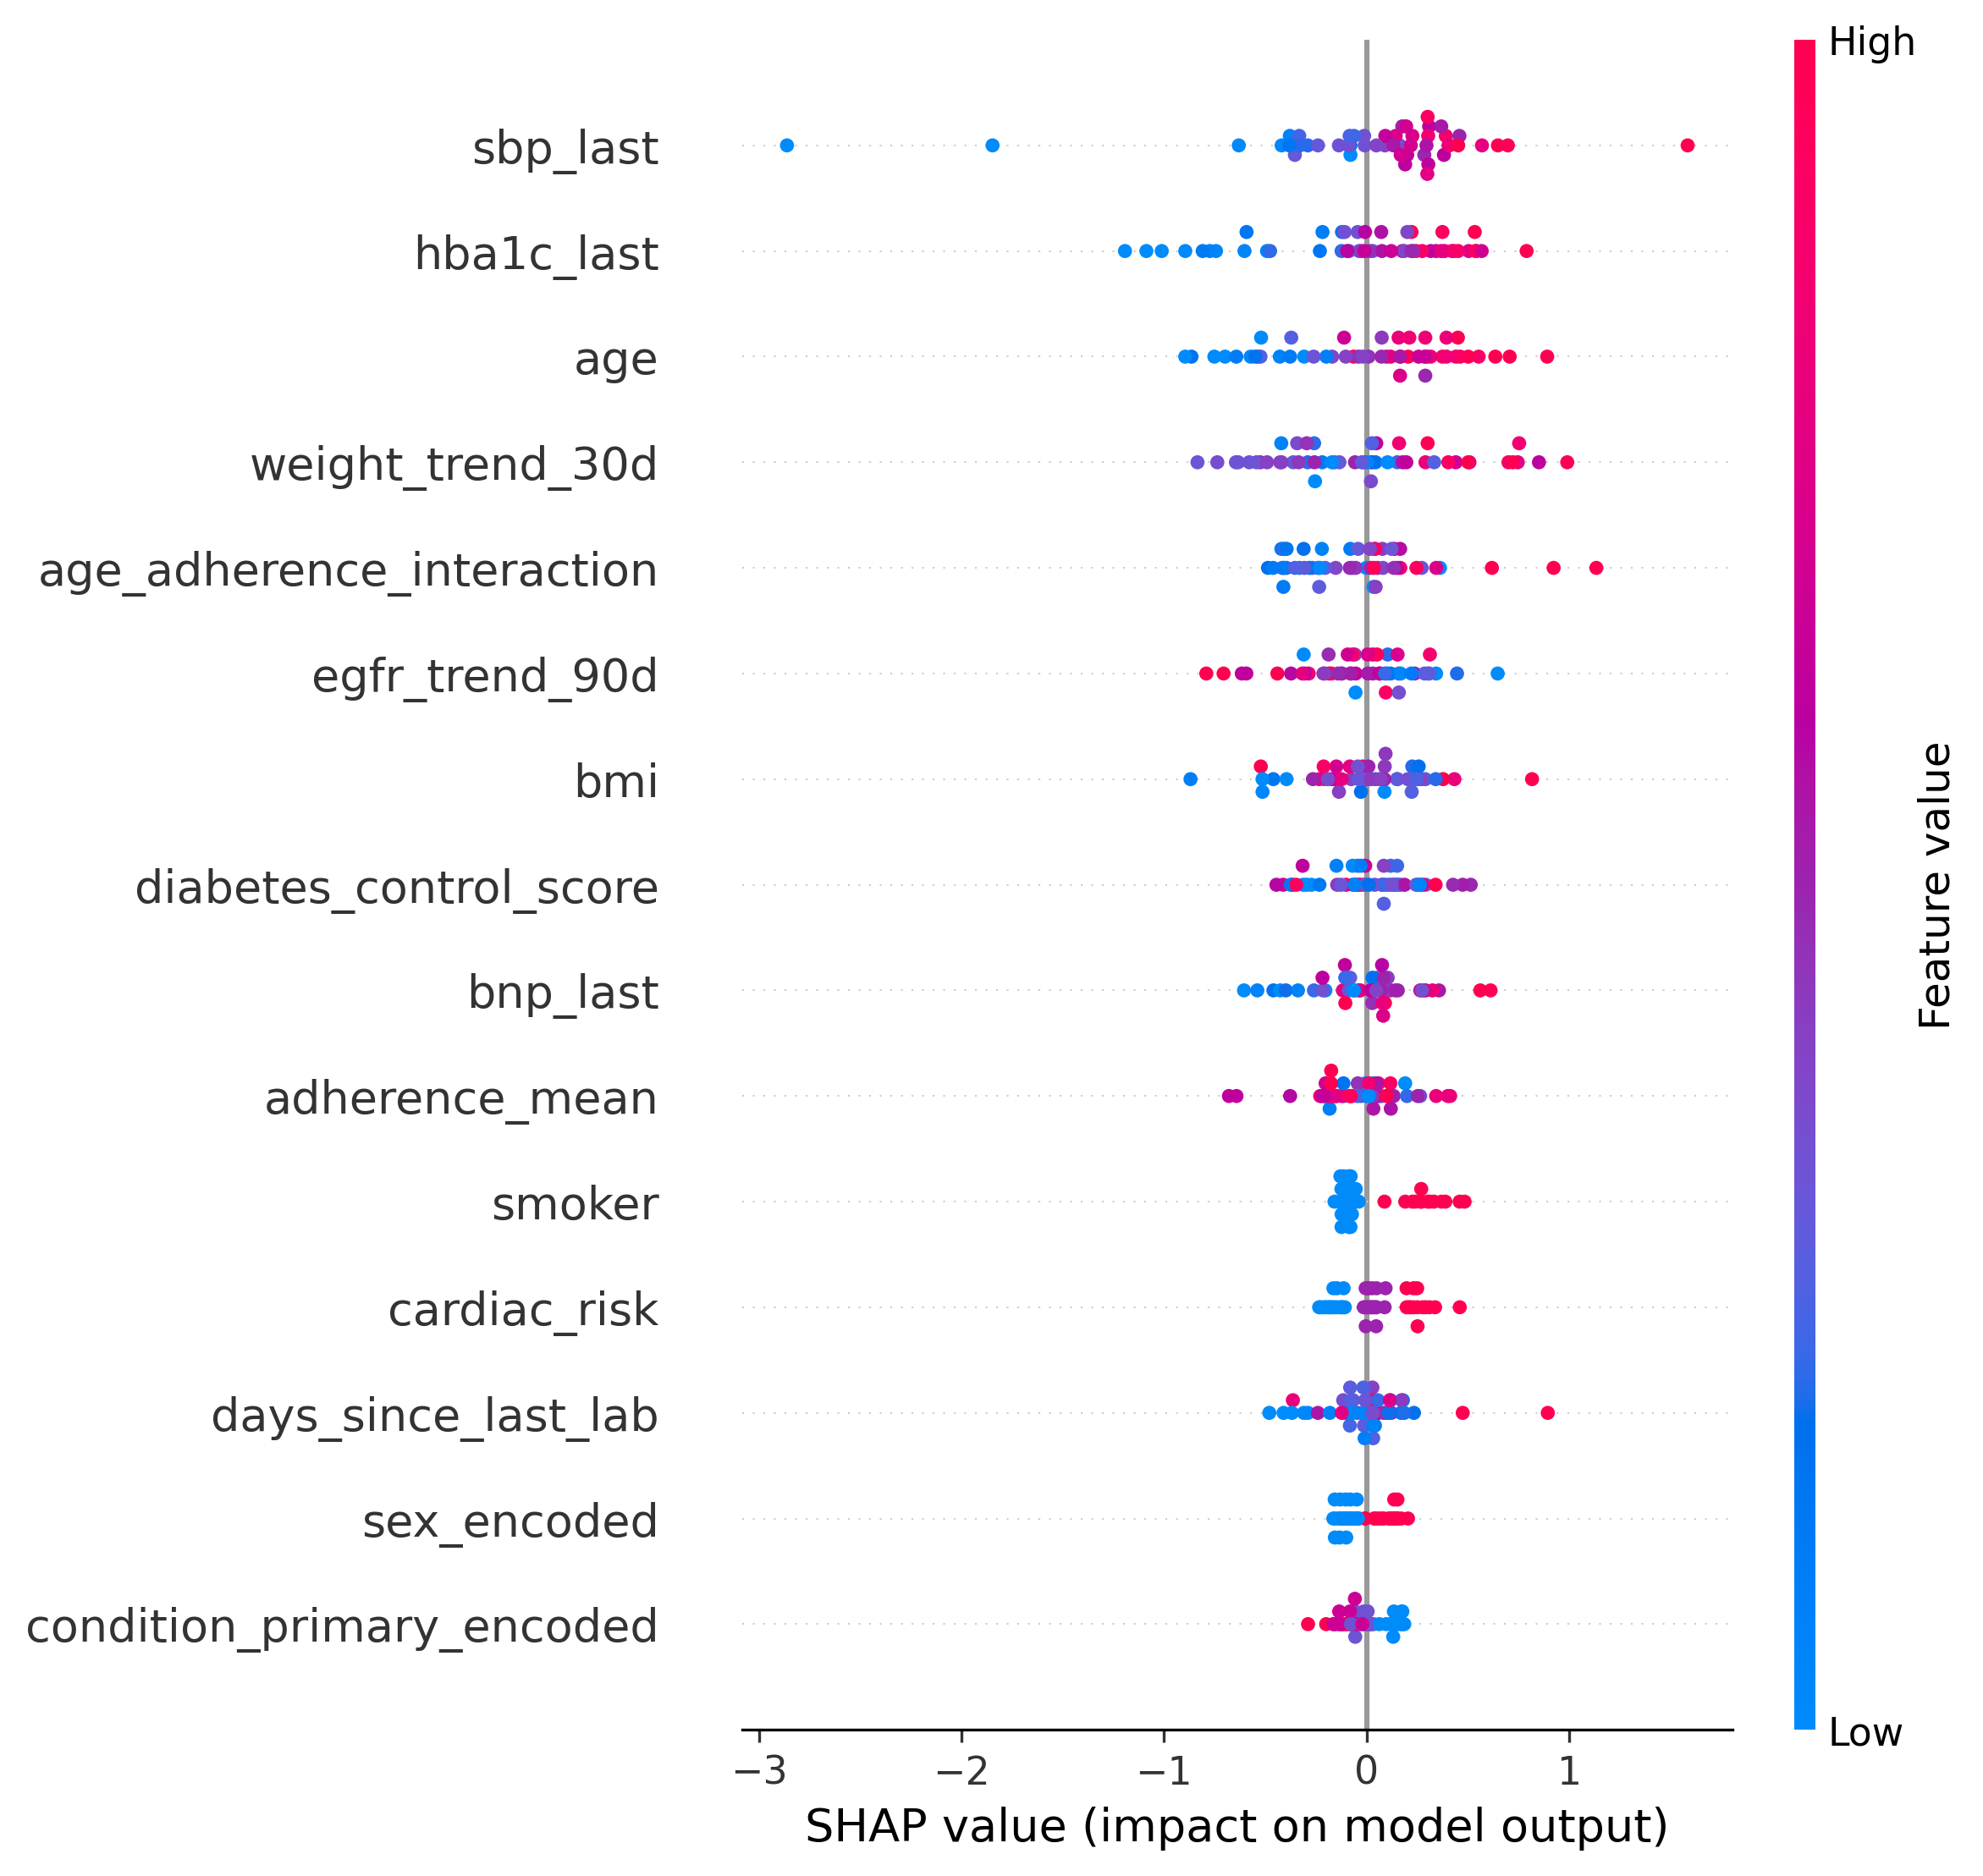 High
sbp_last
hba1c_last
age
weight_trend_30d
age_adherence_interaction
egfr_trend_90d
bmi
diabetes_control_score
bnp_last
adherence_mean
smoker
cardiac_risk
days_since_last_lab
sex_encoded
condition_primary_encoded
Feature value
Low
−3 −2 −1 0 1
SHAP value (impact on model output)